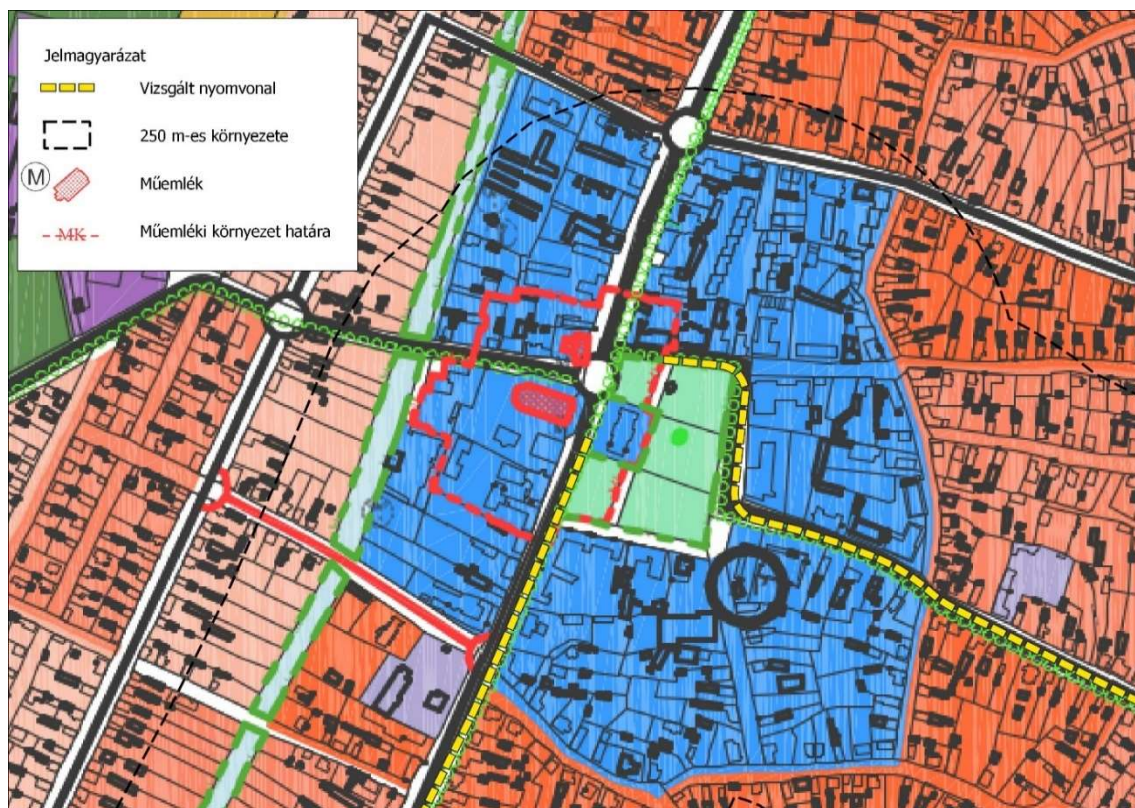 Jelmagyarázat
Vizsgált nyomvonal
250 m-es környezete
M Műemlék
MK Műemléki környezet határa